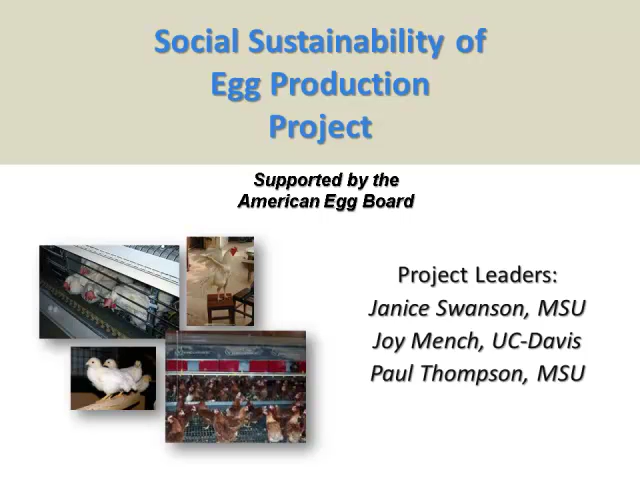 Social Sustainability of
Egg Production
Project
Supported by the
American Egg Board
Project Leaders:
Janice Swanson, MSU
Joy Mench, UC-Davis
Paul Thompson, MSU